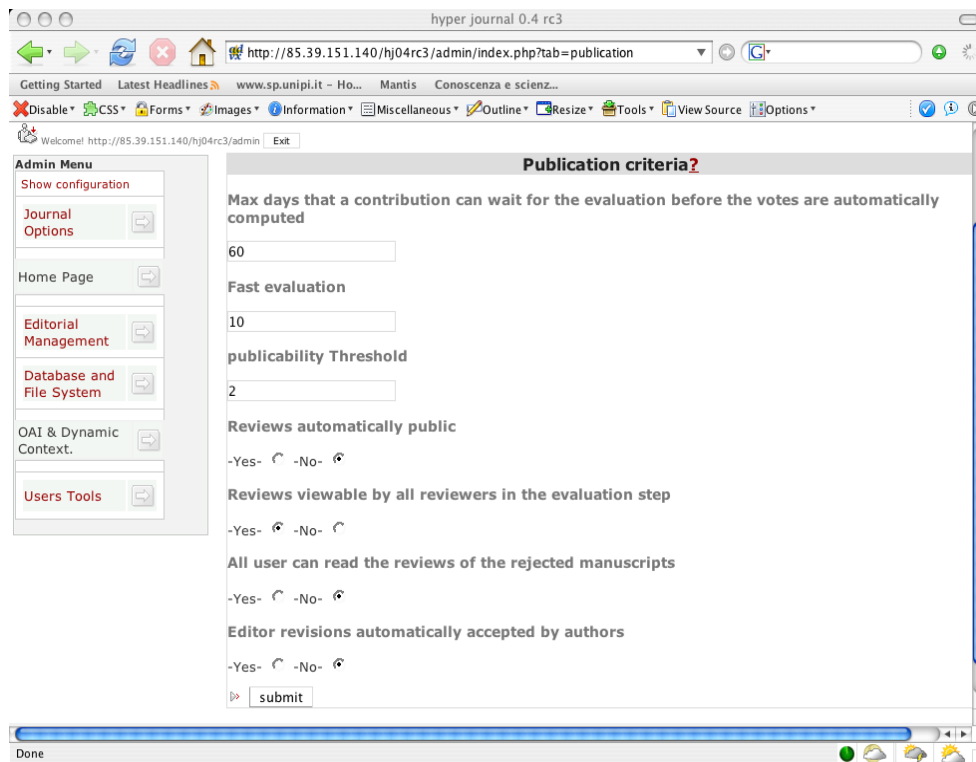 hyper journal 0.4 rc3
http://85.39.151.140/hj04rc3/admin/index.php?tab=publication
G
Getting Started Latest Headlines www.sp.unipi.it – Ho... Mantis Conoscenza e scienz...
Disable CSS Forms Images Information Miscellaneous Outline Resize Tools View Source Options
Welcome! http://85.39.151.140/hj04rc3/admin Exit
Admin Menu
Show configuration
Journal
Options
Home Page
Editorial
Management
Database and
File System
OAI & Dynamic
Context.
Users Tools
Publication criteria?
Max days that a contribution can wait for the evaluation before the votes are automatically
computed
60
Fast evaluation
10
publicability Threshold
2
Reviews automatically public
-Yes- -No-
Reviews viewable by all reviewers in the evaluation step
-Yes- -No-
All user can read the reviews of the rejected manuscripts
-Yes- -No-
Editor revisions automatically accepted by authors
-Yes- -No-
submit
Done